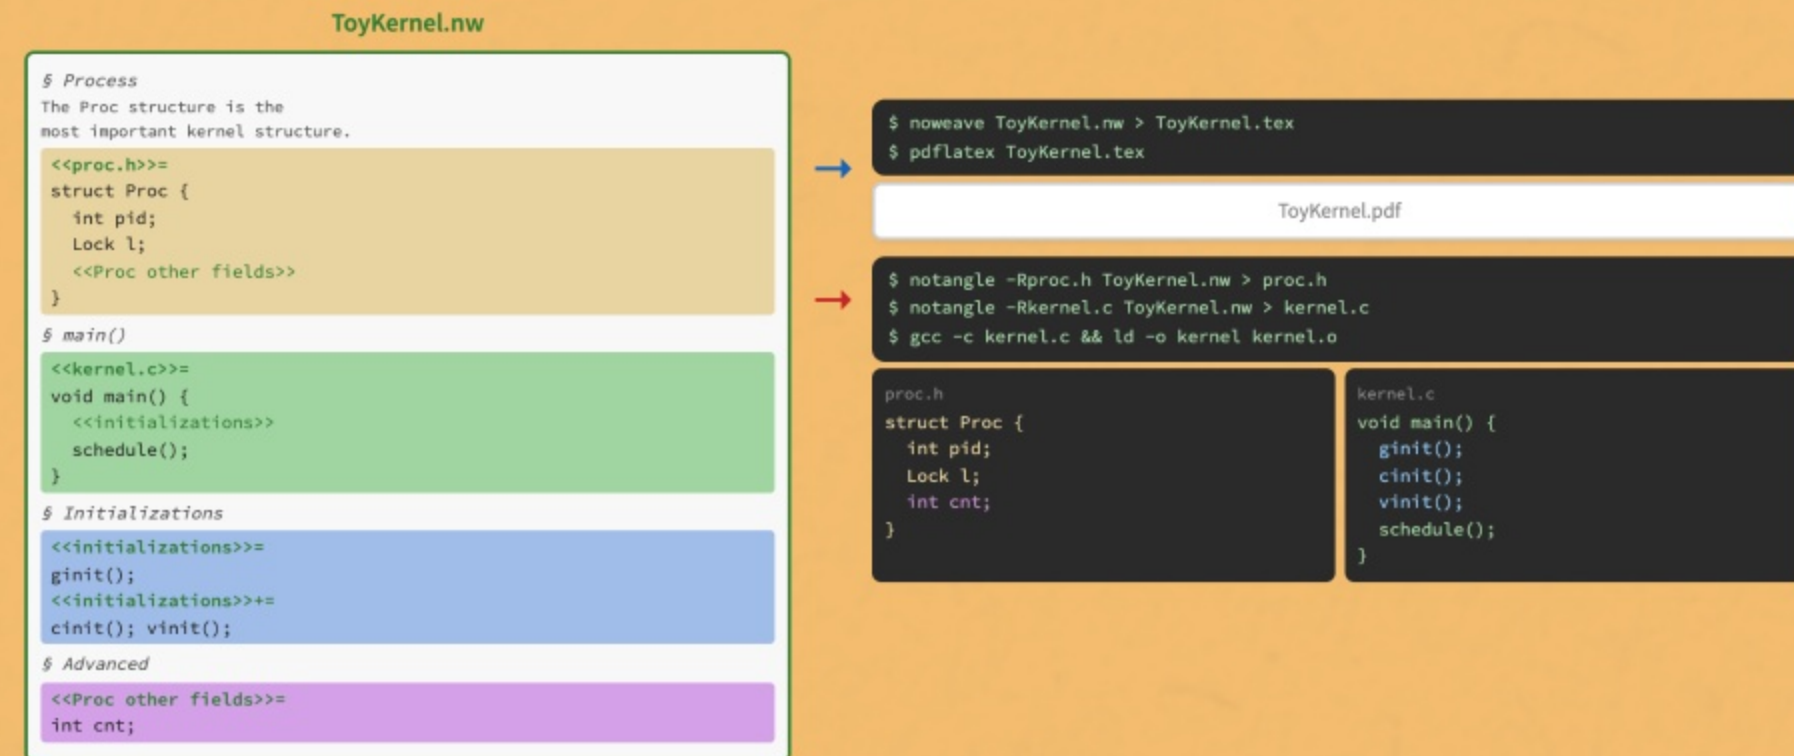 ToyKernel.nw
§ Process
The Proc structure is the
most important kernel structure.
<<proc.h>>=
struct Proc {
  int pid;
  Lock l;
  <<Proc other fields>>
}
§ main()
<<kernel.c>>=
void main() {
  <<initializations>>
  schedule();
}
§ Initializations
<<initializations>>=
ginit();
<<initializations>>+=
cinit(); vinit();
§ Advanced
<<Proc other fields>>=
int cnt;
→
$ noweave ToyKernel.nw > ToyKernel.tex
$ pdflatex ToyKernel.tex
ToyKernel.pdf
→
$ notangle -Rproc.h ToyKernel.nw > proc.h
$ notangle -Rkernel.c ToyKernel.nw > kernel.c
$ gcc -c kernel.c && ld -o kernel kernel.o
proc.h
struct Proc {
  int pid;
  Lock l;
  int cnt;
}
kernel.c
void main() {
  ginit();
  cinit();
  vinit();
  schedule();
}